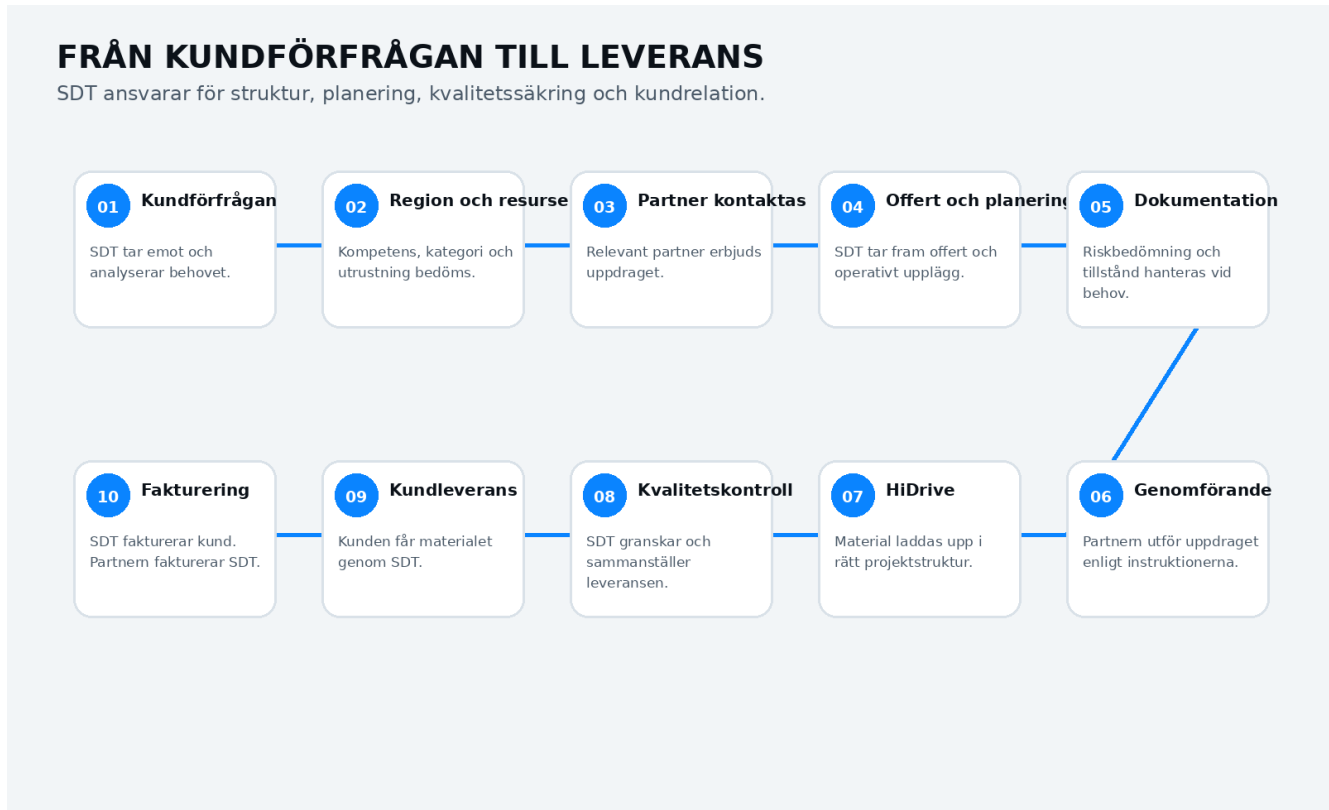 FRÅN KUNDFÖRFRÅGAN TILL LEVERANS
SDT ansvarar för struktur, planering, kvalitetssäkring och kundrelation.
01 Kundförfrågan
SDT tar emot och
analyserar behovet.
02 Region och resurse
Kompetens, kategori och
utrustning bedöms.
03 Partner kontaktas
Relevant partner erbjuds
uppdraget.
04 Offert och planering
SDT tar fram offert och
operativt upplägg.
05 Dokumentation
Riskbedömning och
tillstånd hanteras vid
behov.
10 Fakturering
SDT fakturerar kund.
Partnern fakturerar SDT.
09 Kundleverans
Kunden får materialet
genom SDT.
08 Kvalitetskontroll
SDT granskar och
sammanställer
leveransen.
07 HiDrive
Material laddas upp i
rätt projektstruktur.
06 Genomförande
Partnern utför uppdraget
enligt instruktionerna.